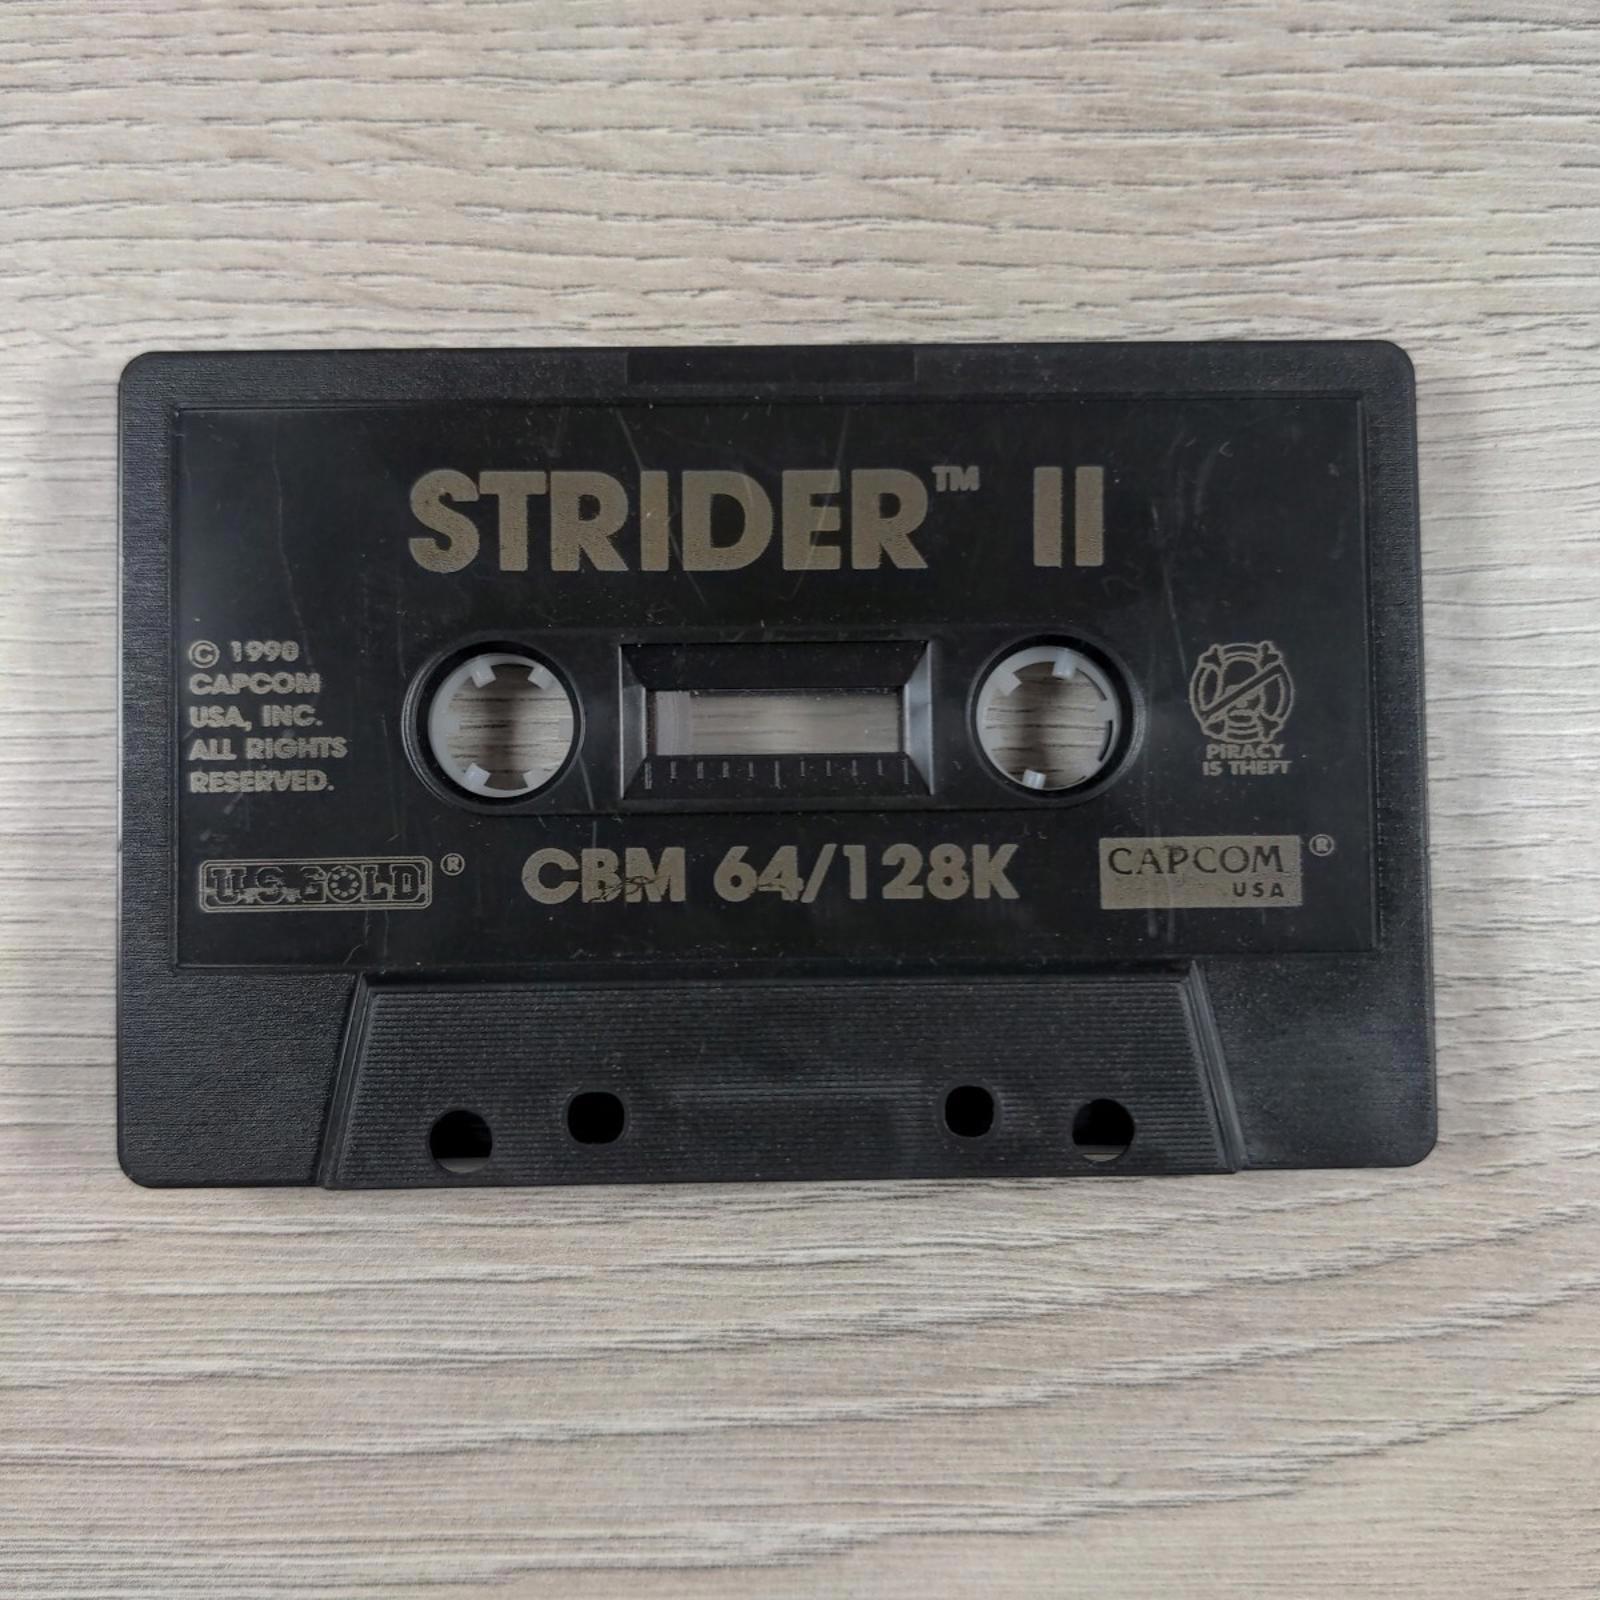 STRIDER™ II
© 1990
CAPCOM
USA, INC.
ALL RIGHTS
RESERVED.
PIRACY
IS THEFT
U.S. GOLD®
CBM 64/128K
CAPCOM®
USA